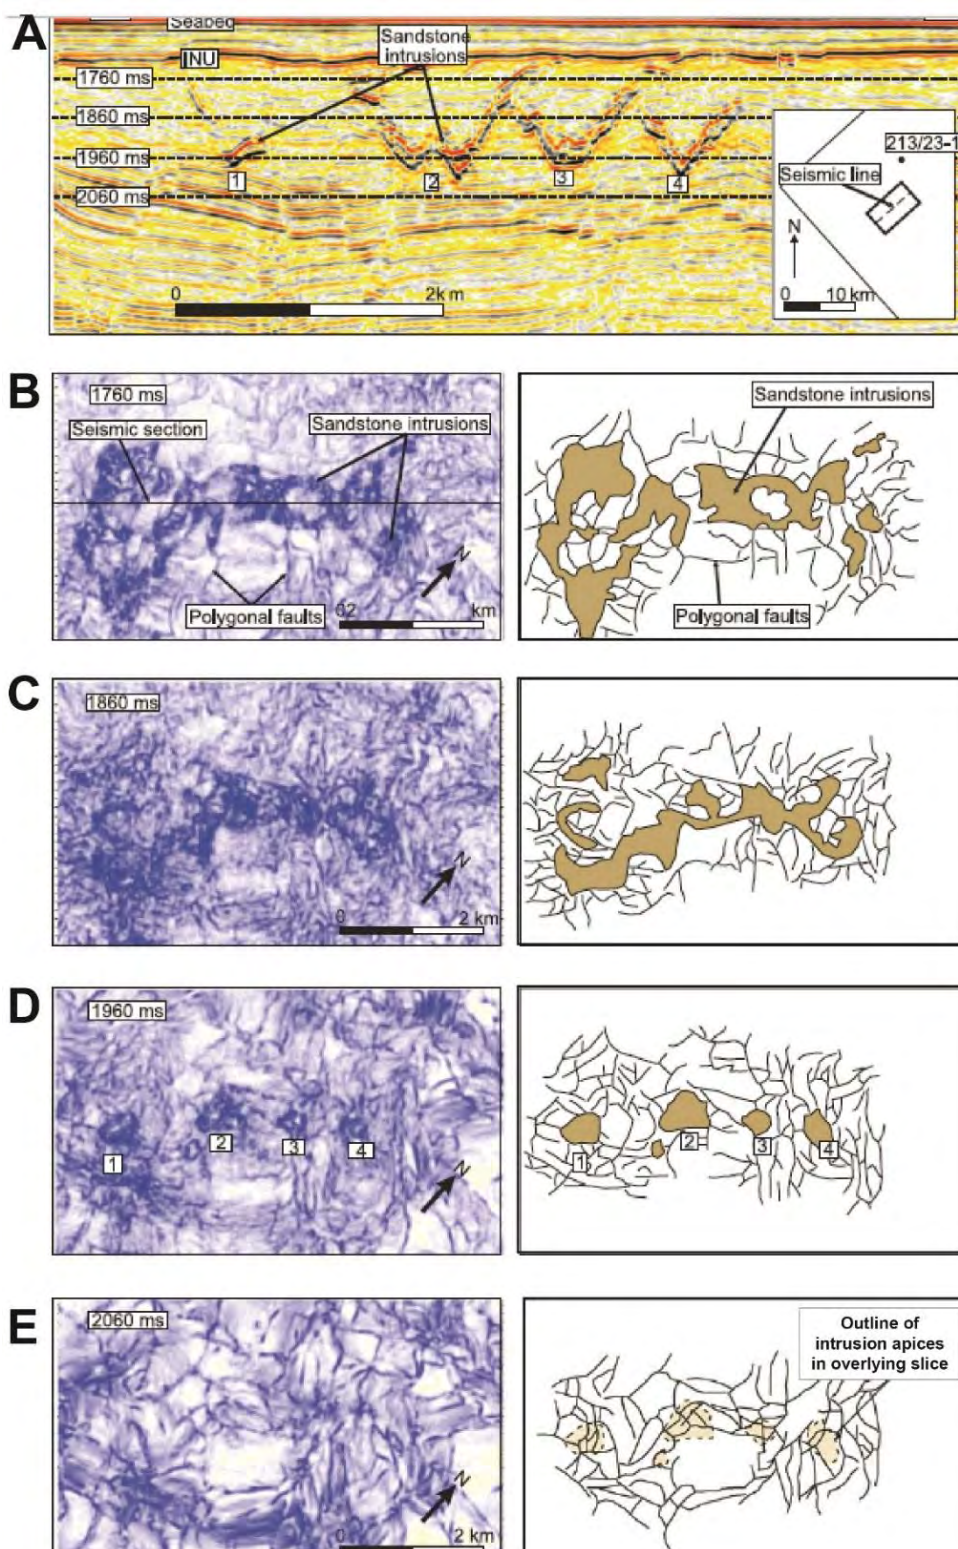 A
Seabed
INU
Sandstone
intrusions
1760 ms
1860 ms
1960 ms
2060 ms
1
2
3
4
0
2k m
213/23-1
Seismic line
N
0
10 km
B
1760 ms
Seismic section
Sandstone intrusions
Polygonal faults
N
02
km
Sandstone intrusions
Polygonal faults
C
1860 ms
N
0
2 km
D
1960 ms
1
2
3
4
N
1
2
3
4
E
2060 ms
N
0
2 km
Outline of
intrusion apices
in overlying slice